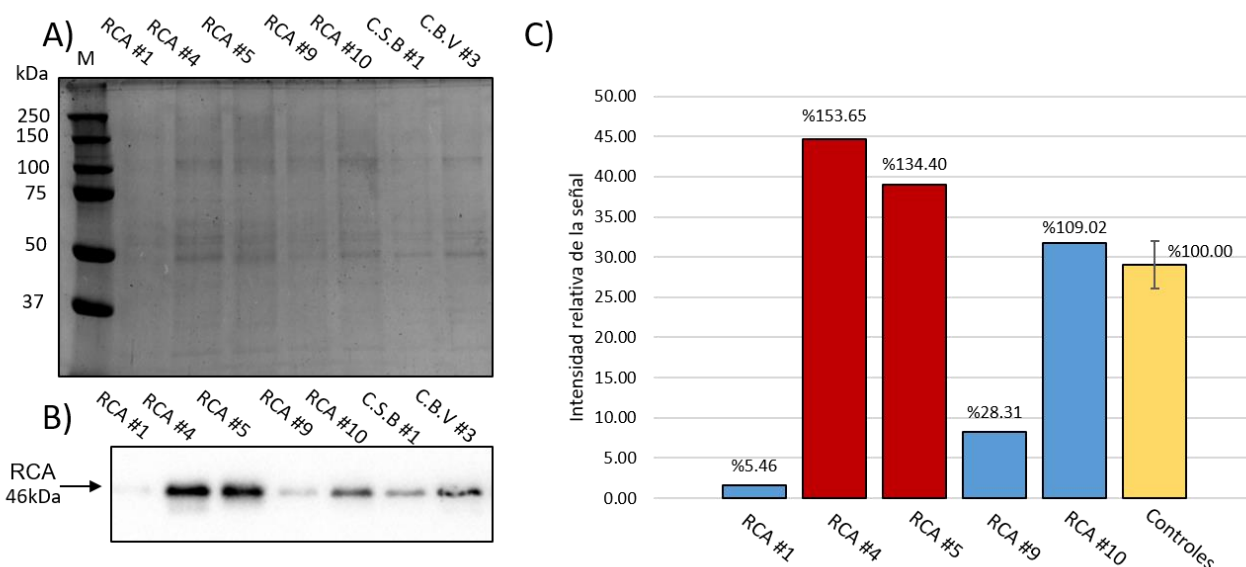 A)
M
RCA #1
RCA #4
RCA #5
RCA #9
RCA #10
C.S.B #1
C.B.V #3
kDa
250
150
100
75
50
37
B)
RCA #1
RCA #4
RCA #5
RCA #9
RCA #10
C.S.B #1
C.B.V #3
RCA
46kDa
C)
Intensidad relativa de la señal
50.00
45.00
40.00
35.00
30.00
25.00
20.00
15.00
10.00
5.00
0.00
%5.46
%153.65
%134.40
%28.31
%109.02
%100.00
RCA #1
RCA #4
RCA #5
RCA #9
RCA #10
Controles